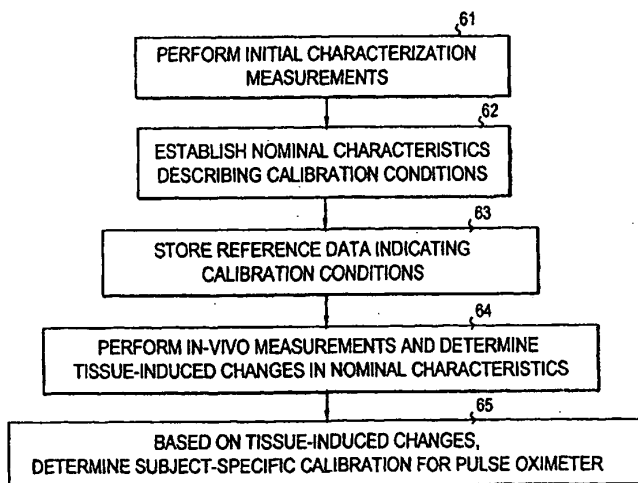 61
PERFORM INITIAL CHARACTERIZATION
MEASUREMENTS
62
ESTABLISH NOMINAL CHARACTERISTICS
DESCRIBING CALIBRATION CONDITIONS
63
STORE REFERENCE DATA INDICATING
CALIBRATION CONDITIONS
64
PERFORM IN-VIVO MEASUREMENTS AND DETERMINE
TISSUE-INDUCED CHANGES IN NOMINAL CHARACTERISTICS
65
BASED ON TISSUE-INDUCED CHANGES,
DETERMINE SUBJECT-SPECIFIC CALIBRATION FOR PULSE OXIMETER